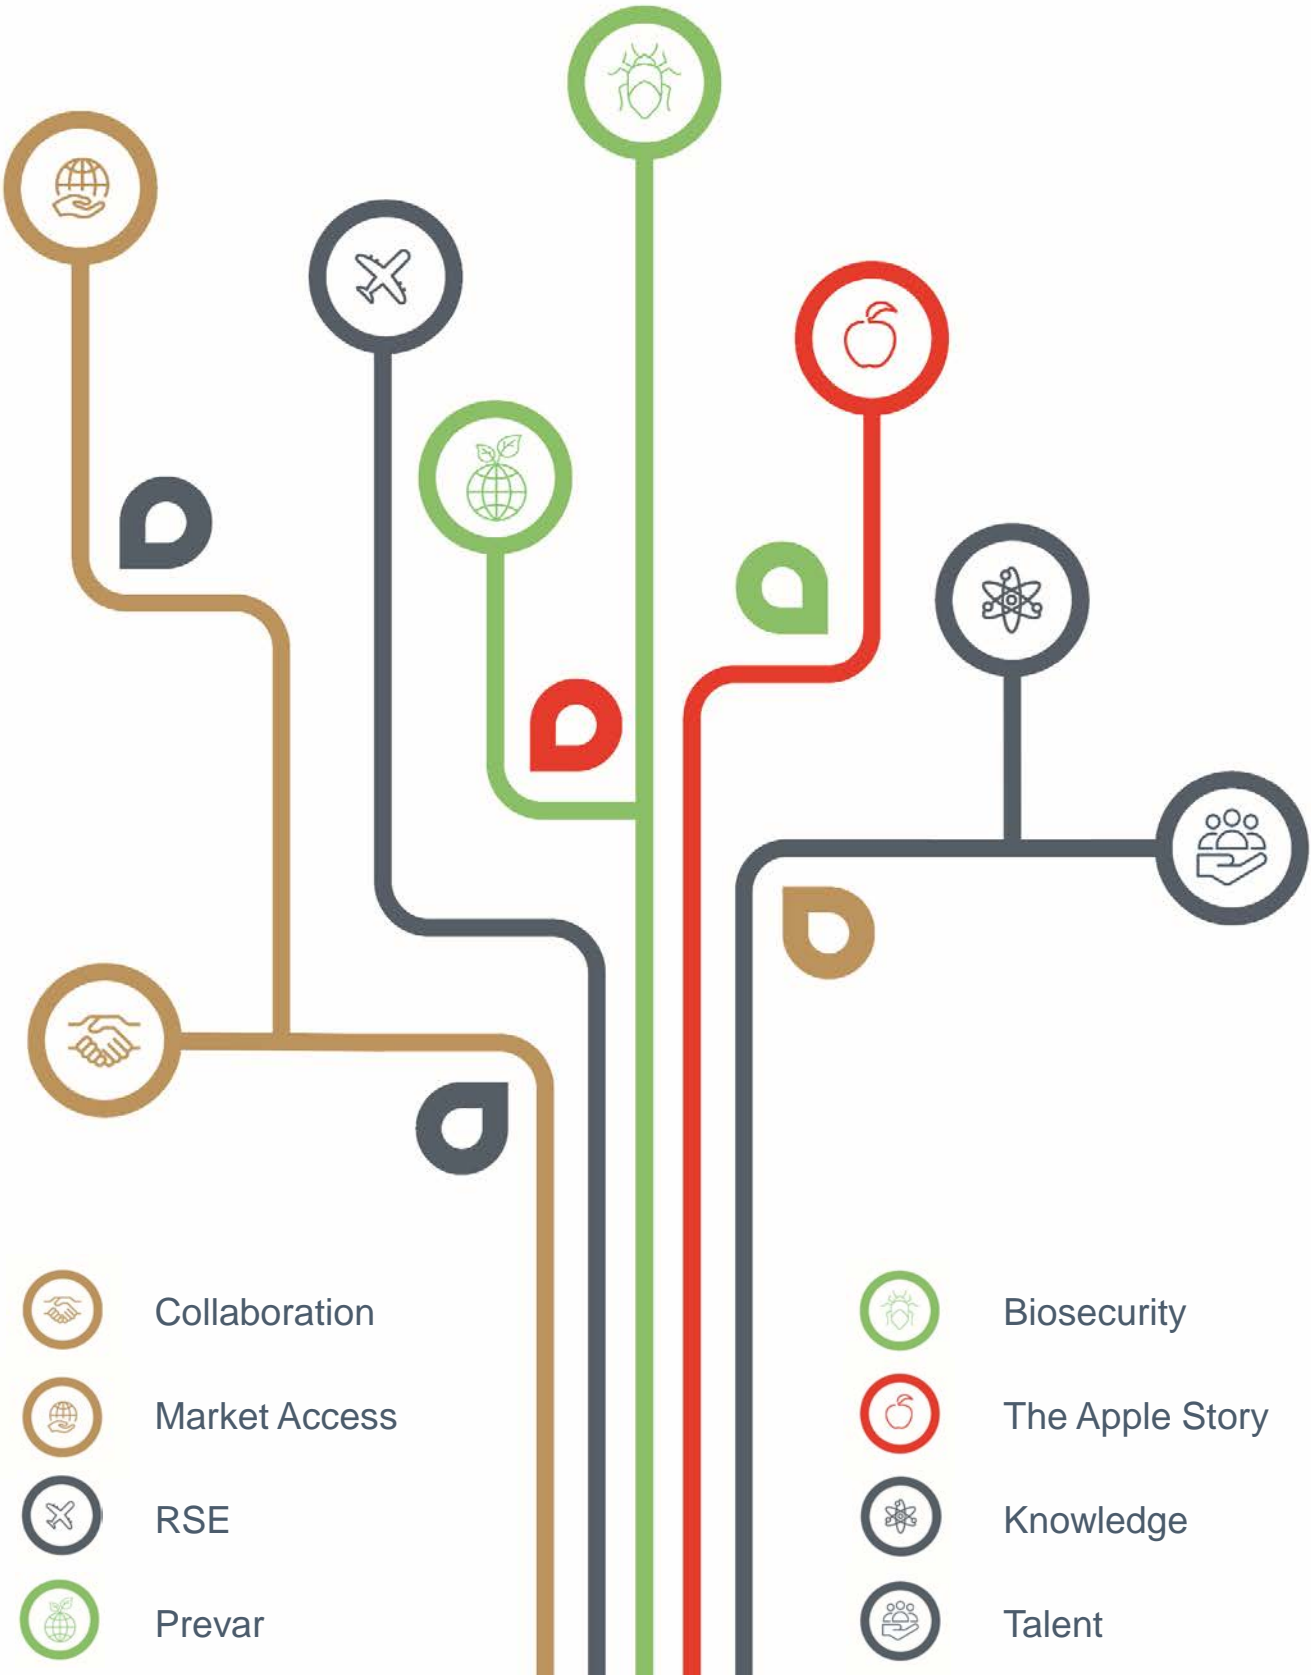 Collaboration
Market Access
RSE
Prevar
Biosecurity
The Apple Story
Knowledge
Talent